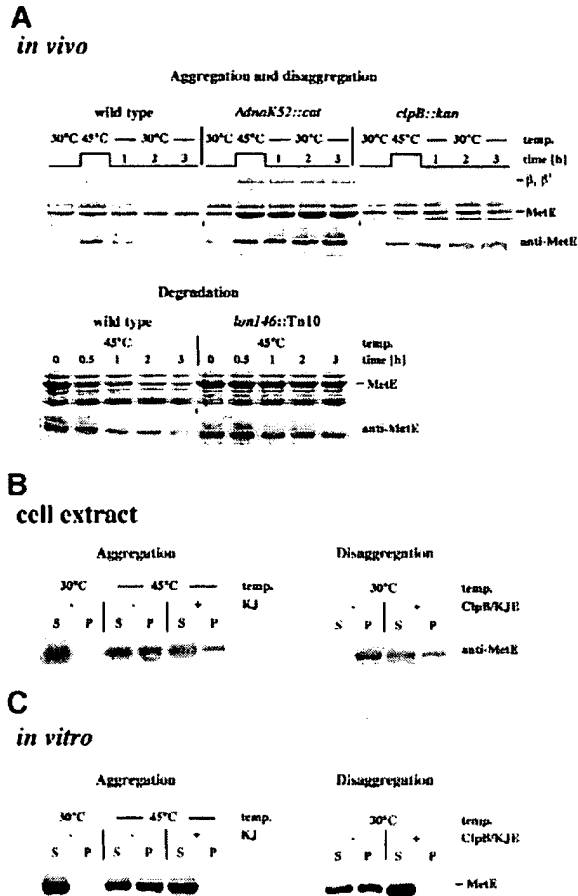 A
in vivo
Aggregation and disaggregation
wild type ΔdnaK52::cat clpB::kan
30°C 45°C — 30°C — 30°C 45°C — 30°C — 30°C 45°C — 30°C — temp.
1 2 3 1 2 3 1 2 3 time [h]
– β, β'
– MetE
anti-MetE
Degradation
wild type lon146::Tn10
45°C 45°C temp.
0 0.5 1 2 3 0 0.5 1 2 3 time [h]
– MetE
anti-MetE
B
cell extract
Aggregation Disaggregation
30°C — 45°C — temp. 30°C temp.
- - + KJ - + ClpB/KJE
S P S P S P S P S P
anti-MetE
C
in vitro
Aggregation Disaggregation
30°C — 45°C — temp. 30°C temp.
- - + KJ - + ClpB/KJE
S P S P S P S P S P
– MetE